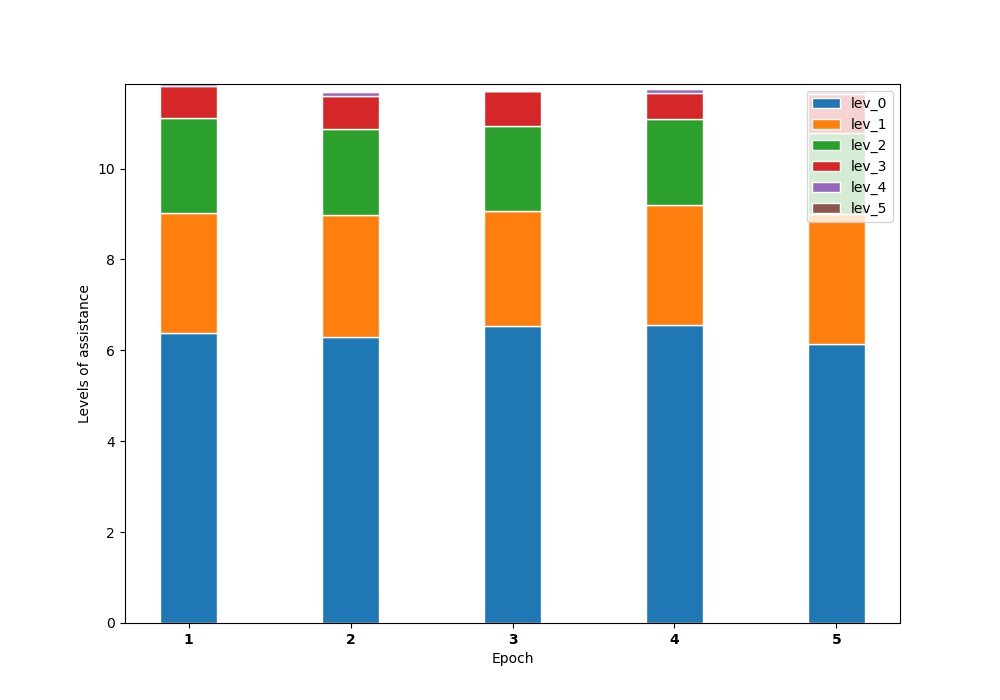 lev_0
lev_1
lev_2
lev_3
lev_4
lev_5
Levels of assistance
10
8
6
4
2
0
1 2 3 4 5
Epoch